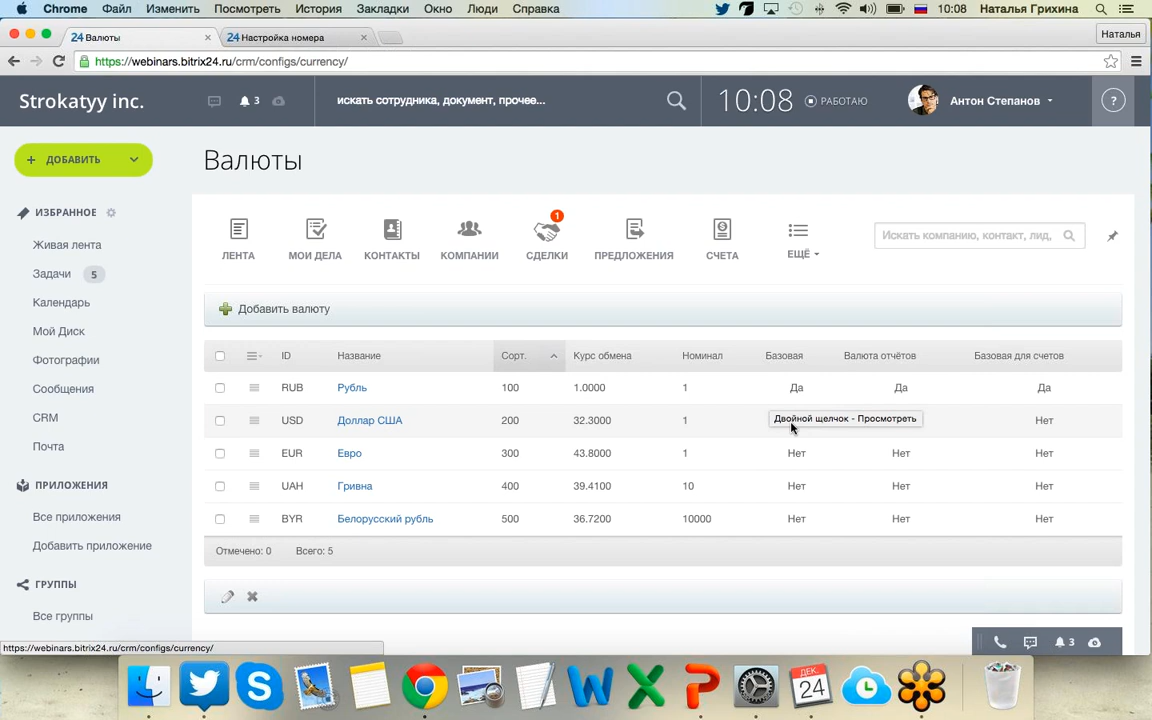 Chrome Файл Изменить Посмотреть История Закладки Окно Люди Справка 10:08 Наталья Грихина
24 Валюты 24 Настройка номера Наталья
https://webinars.bitrix24.ru/crm/configs/currency/
Strokatyy inc. 3 искать сотрудника, документ, прочее... 10:08 РАБОТАЮ Антон Степанов ?
+ ДОБАВИТЬ
Валюты
ИЗБРАННОЕ
Живая лента
Задачи 5
Календарь
Мой Диск
Фотографии
Сообщения
CRM
Почта
ПРИЛОЖЕНИЯ
Все приложения
Добавить приложение
ГРУППЫ
Все группы
1
ЛЕНТА МОИ ДЕЛА КОНТАКТЫ КОМПАНИИ СДЕЛКИ ПРЕДЛОЖЕНИЯ СЧЕТА ЕЩЁ
Искать компанию, контакт, лид,
Добавить валюту
ID Название Сорт. Курс обмена Номинал Базовая Валюта отчётов Базовая для счетов
RUB Рубль 100 1.0000 1 Да Да Да
USD Доллар США 200 32.3000 1 Нет
Двойной щелчок - Просмотреть
EUR Евро 300 43.8000 1 Нет Нет Нет
UAH Гривна 400 39.4100 10 Нет Нет Нет
BYR Белорусский рубль 500 36.7200 10000 Нет Нет Нет
Отмечено: 0 Всего: 5
3
https://webinars.bitrix24.ru/crm/configs/currency/
ДЕК
24